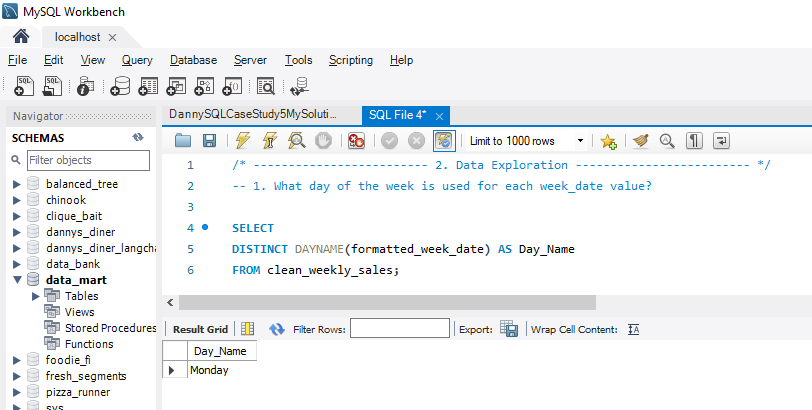 MySQL Workbench
localhost
File Edit View Query Database Server Tools Scripting Help
Navigator
SCHEMAS
Filter objects
balanced_tree
chinook
clique_bait
dannys_diner
dannys_diner_langcha
data_bank
data_mart
Tables
Views
Stored Procedures
Functions
foodie_fi
fresh_segments
pizza_runner
sys
DannySQLCaseStudy5MySoluti... SQL File 4*
Limit to 1000 rows
1 /* -------------------------- 2. Data Exploration -------------------------- */
2 -- 1. What day of the week is used for each week_date value?
3
4 SELECT
5 DISTINCT DAYNAME(formatted_week_date) AS Day_Name
6 FROM clean_weekly_sales;
Result Grid Filter Rows: Export: Wrap Cell Content: IA
Day_Name
Monday